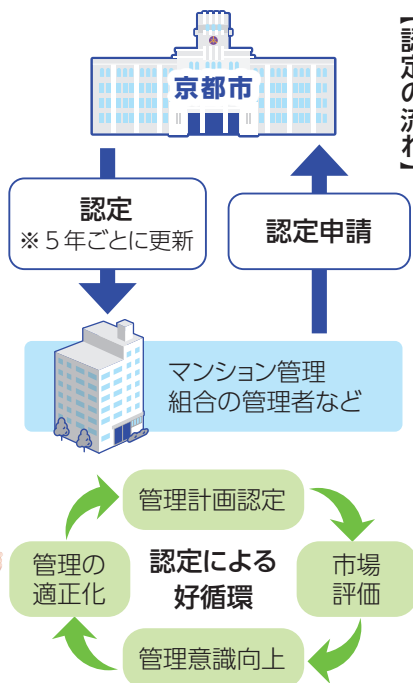 【認定の流れ】
京都市
認定
※５年ごとに更新
認定申請
マンション管理
組合の管理者など
管理計画認定
管理の
適正化
認定による
好循環
市場
評価
管理意識向上